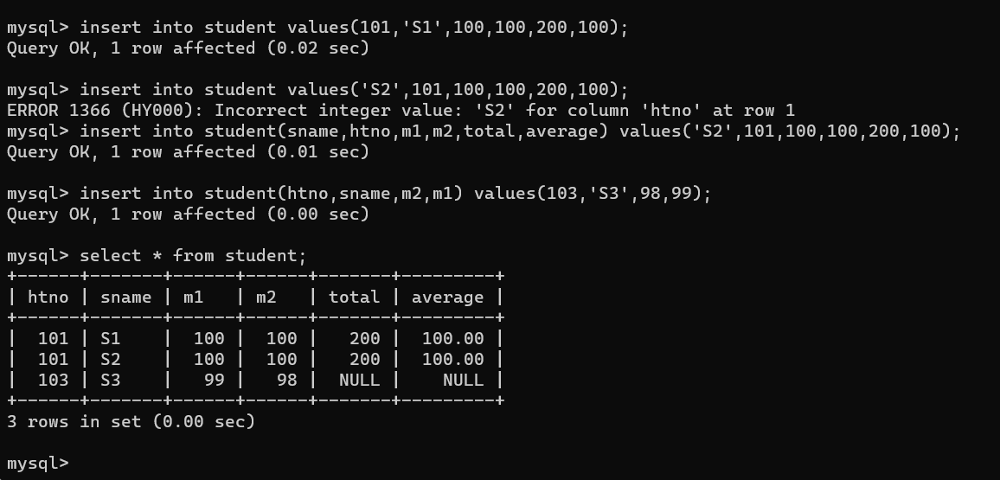 mysql> insert into student values(101,'S1',100,100,200,100);
Query OK, 1 row affected (0.02 sec)
mysql> insert into student values('S2',101,100,100,200,100);
ERROR 1366 (HY000): Incorrect integer value: 'S2' for column 'htno' at row 1
mysql> insert into student(sname,htno,m1,m2,total,average) values('S2',101,100,100,200,100);
Query OK, 1 row affected (0.01 sec)
mysql> insert into student(htno,sname,m2,m1) values(103,'S3',98,99);
Query OK, 1 row affected (0.00 sec)
mysql> select * from student;
+------+-------+------+------+-------+---------+
| htno | sname | m1   | m2   | total | average |
+------+-------+------+------+-------+---------+
|  101 | S1    |  100 |  100 |   200 |  100.00 |
|  101 | S2    |  100 |  100 |   200 |  100.00 |
|  103 | S3    |   99 |   98 |  NULL |    NULL |
+------+-------+------+------+-------+---------+
3 rows in set (0.00 sec)
mysql>